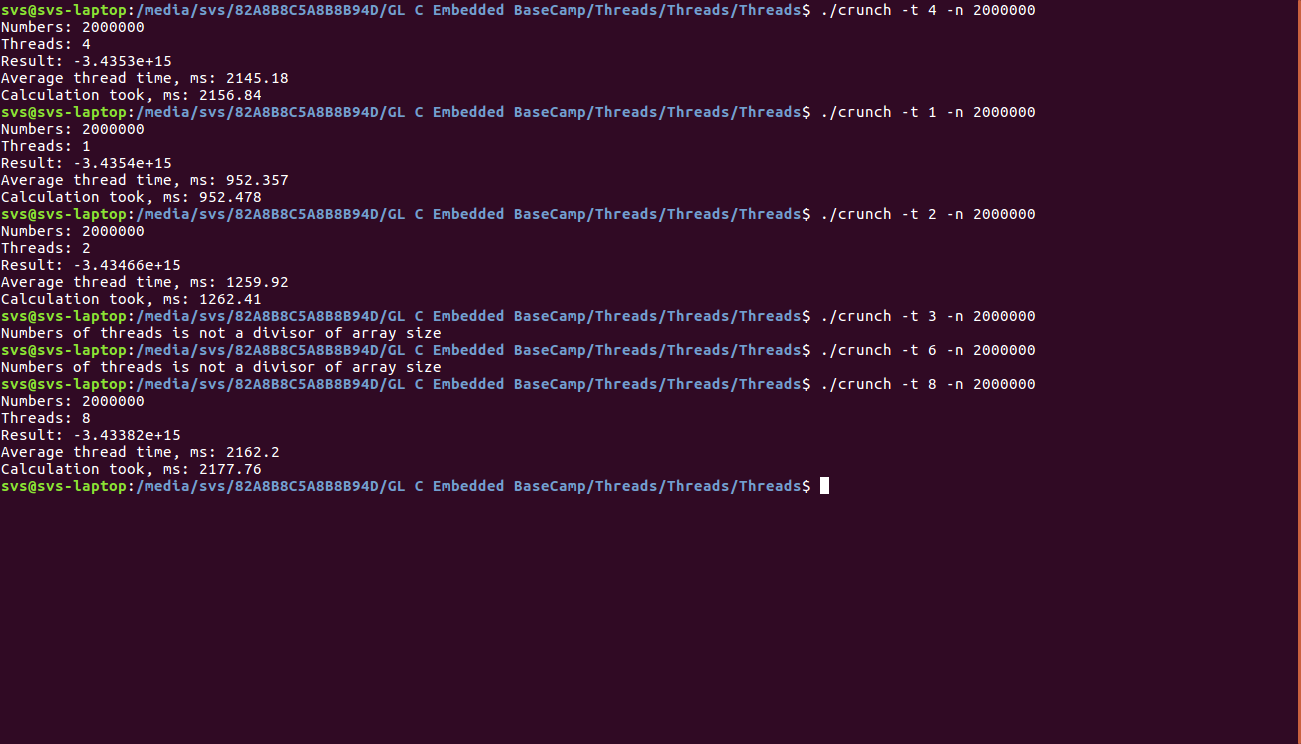 svs@svs-laptop:/media/svs/82A8B8C5A8B8B94D/GL C Embedded BaseCamp/Threads/Threads/Threads$ ./crunch -t 4 -n 2000000
Numbers: 2000000
Threads: 4
Result: -3.4353e+15
Average thread time, ms: 2145.18
Calculation took, ms: 2156.84
svs@svs-laptop:/media/svs/82A8B8C5A8B8B94D/GL C Embedded BaseCamp/Threads/Threads/Threads$ ./crunch -t 1 -n 2000000
Numbers: 2000000
Threads: 1
Result: -3.4354e+15
Average thread time, ms: 952.357
Calculation took, ms: 952.478
svs@svs-laptop:/media/svs/82A8B8C5A8B8B94D/GL C Embedded BaseCamp/Threads/Threads/Threads$ ./crunch -t 2 -n 2000000
Numbers: 2000000
Threads: 2
Result: -3.43466e+15
Average thread time, ms: 1259.92
Calculation took, ms: 1262.41
svs@svs-laptop:/media/svs/82A8B8C5A8B8B94D/GL C Embedded BaseCamp/Threads/Threads/Threads$ ./crunch -t 3 -n 2000000
Numbers of threads is not a divisor of array size
svs@svs-laptop:/media/svs/82A8B8C5A8B8B94D/GL C Embedded BaseCamp/Threads/Threads/Threads$ ./crunch -t 6 -n 2000000
Numbers of threads is not a divisor of array size
svs@svs-laptop:/media/svs/82A8B8C5A8B8B94D/GL C Embedded BaseCamp/Threads/Threads/Threads$ ./crunch -t 8 -n 2000000
Numbers: 2000000
Threads: 8
Result: -3.43382e+15
Average thread time, ms: 2162.2
Calculation took, ms: 2177.76
svs@svs-laptop:/media/svs/82A8B8C5A8B8B94D/GL C Embedded BaseCamp/Threads/Threads/Threads$